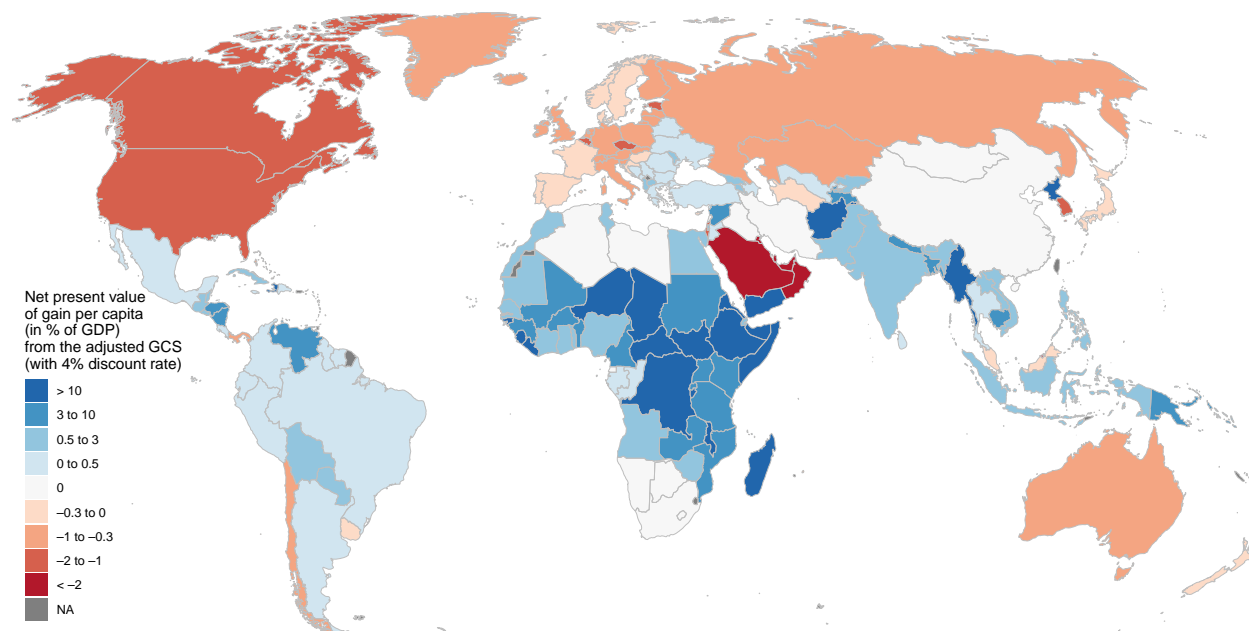 Net present value
of gain per capita
(in % of GDP)
from the adjusted GCS
(with 4% discount rate)
> 10
3 to 10
0.5 to 3
0 to 0.5
0
−0.3 to 0
−1 to −0.3
−2 to −1
< −2
NA